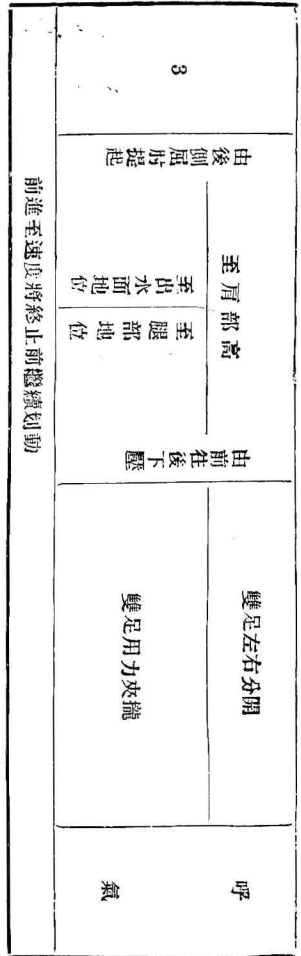 3
由後側屈肘提起
至肩部高
至出水面地位
至腿部地位
由前往後下壓
雙足左右分開
雙足用力夾攏
呼氣
前進至速度將終止前繼續划動